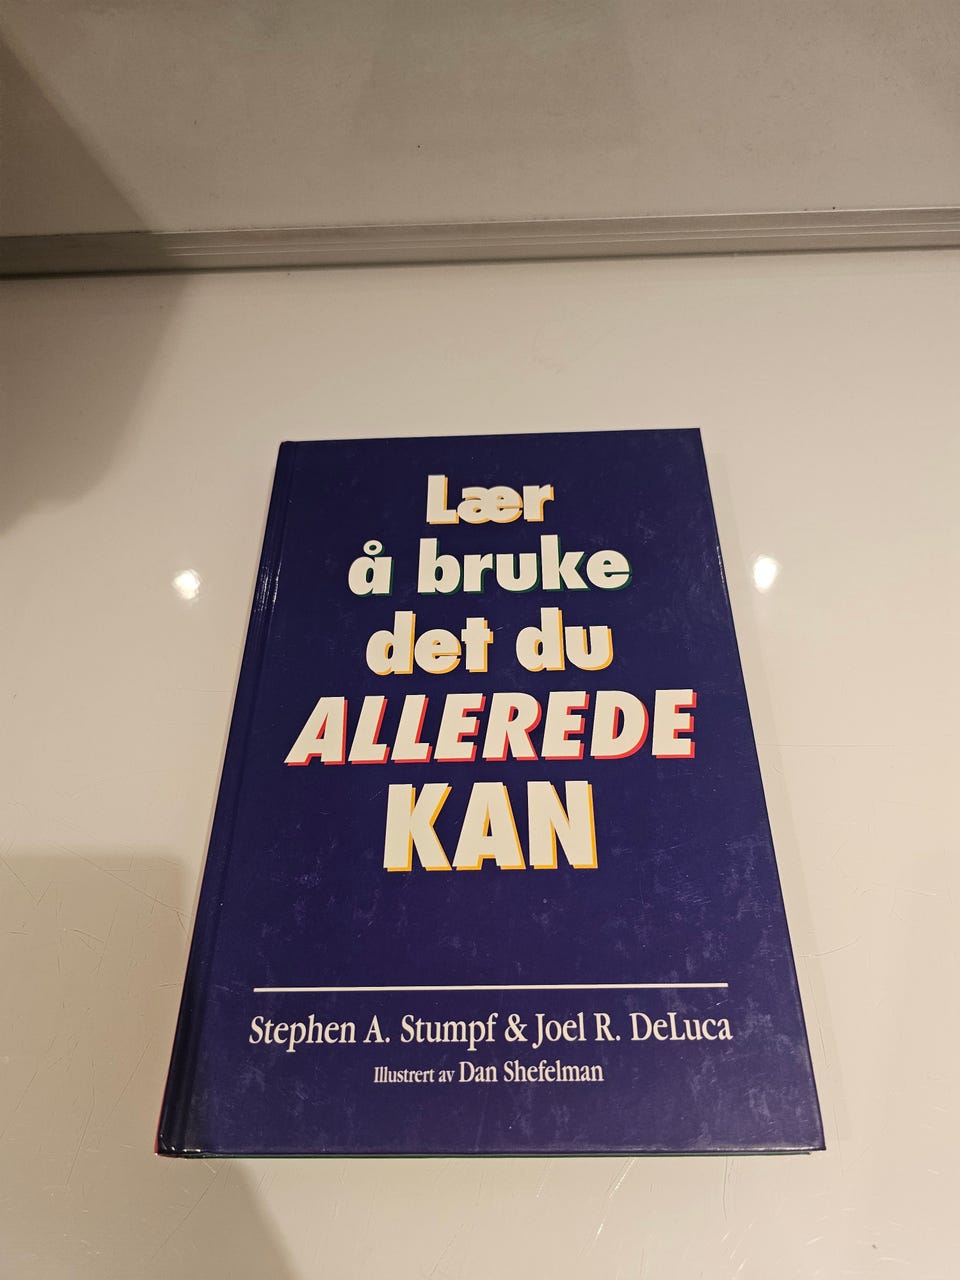 Lær
å bruke
det du
ALLEREDE
KAN
Stephen A. Stumpf & Joel R. DeLuca
Illustrert av Dan Shefelman